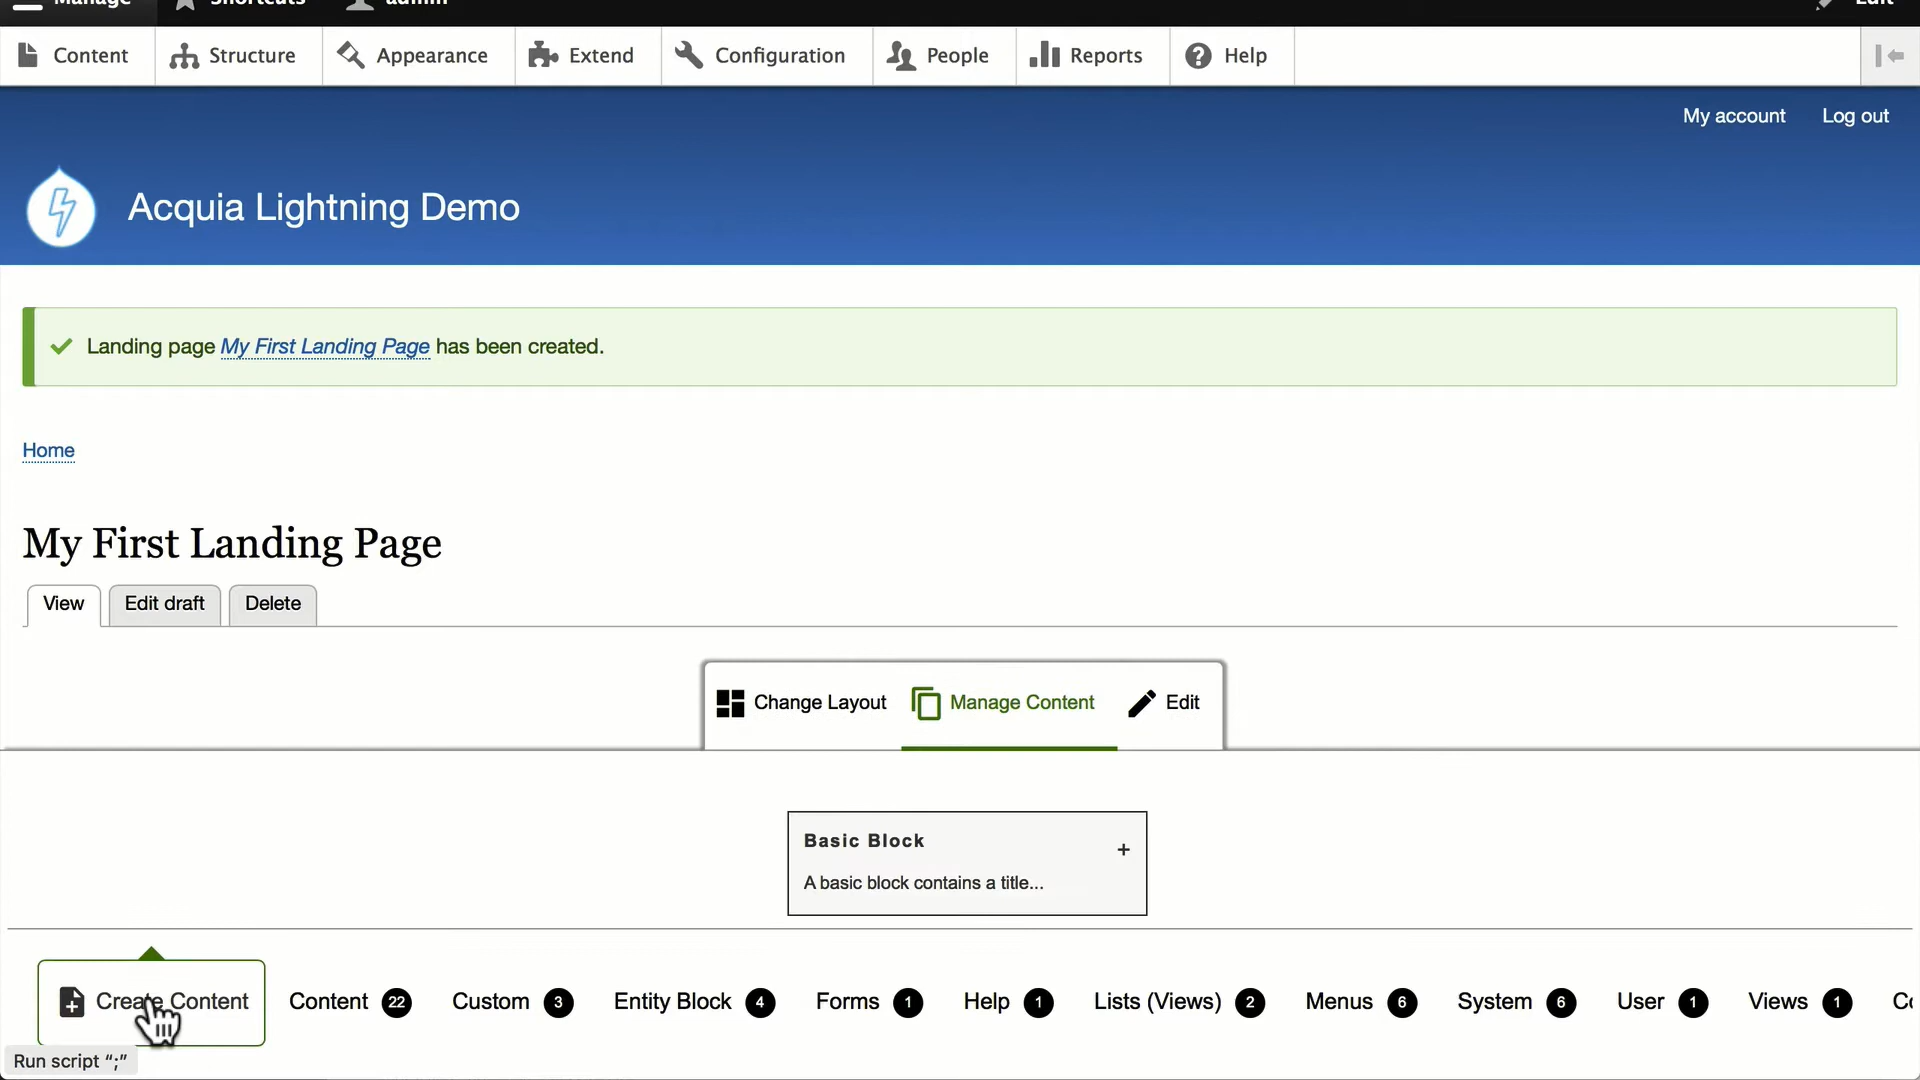 Manage Shortcuts admin Edit
Content Structure Appearance Extend Configuration People Reports Help
My account Log out
Acquia Lightning Demo
Landing page My First Landing Page has been created.
Home
My First Landing Page
View Edit draft Delete
Change Layout Manage Content Edit
Basic Block +
A basic block contains a title...
Create Content Content 22 Custom 3 Entity Block 4 Forms 1 Help 1 Lists (Views) 2 Menus 6 System 6 User 1 Views 1
Run script “;”